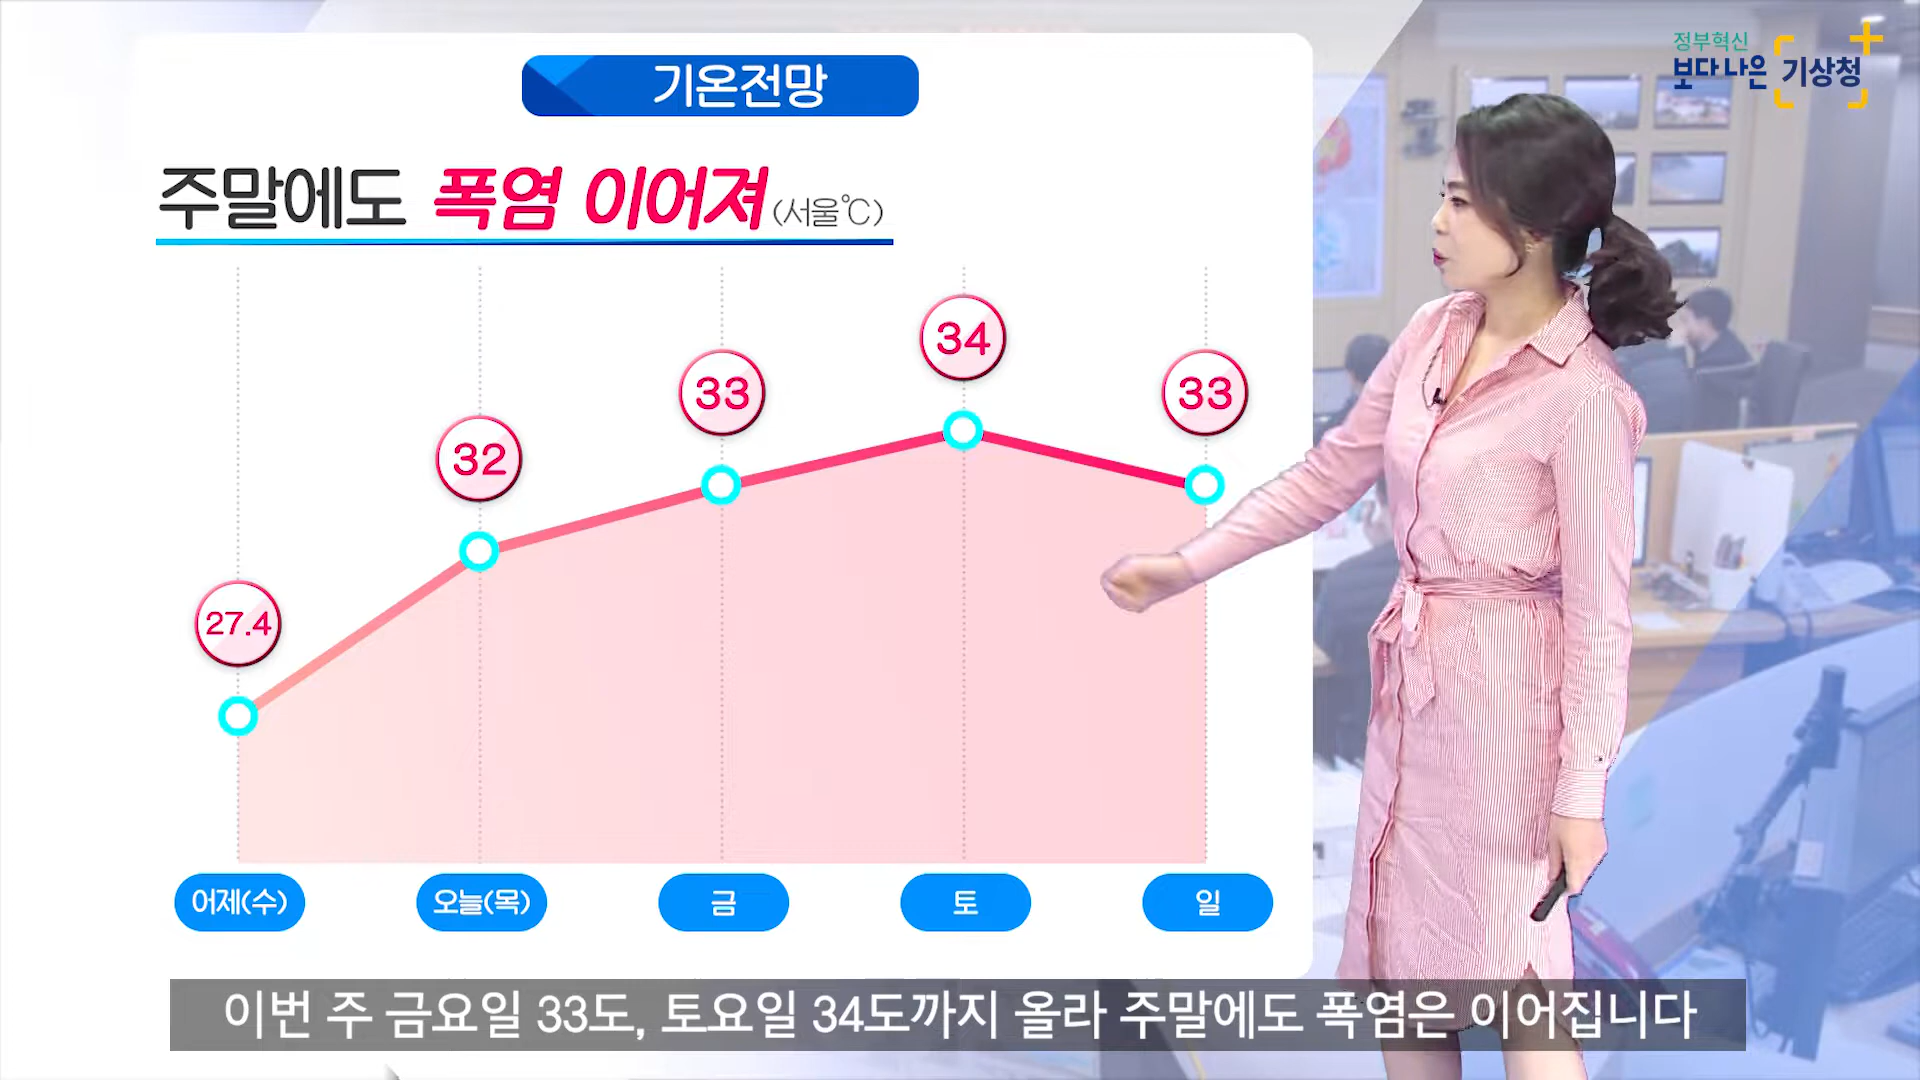 기온전망
정부혁신
보다 나은 기상청
주말에도 폭염 이어져 (서울℃)
27.4
32
33
34
33
어제(수)
오늘(목)
금
토
일
이번 주 금요일 33도, 토요일 34도까지 올라 주말에도 폭염은 이어집니다